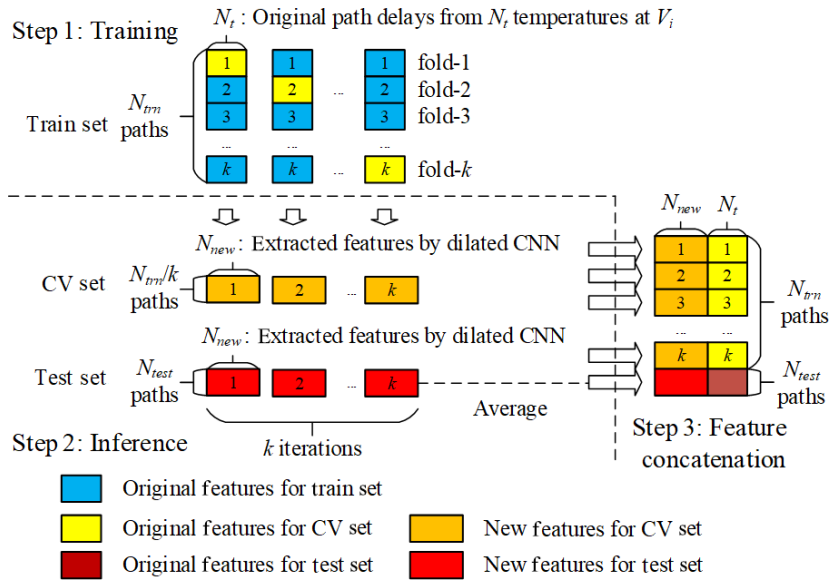 Step 1: Training
N_t : Original path delays from N_t temperatures at V_i
1 1 1 fold-1
2 2 ... 2 fold-2
3 3 3 fold-3
... ... ...
k k k fold-k
N_trn paths
Train set
N_new : Extracted features by dilated CNN
CV set
N_trn/k paths
1 2 ... k
N_new : Extracted features by dilated CNN
Test set
N_test paths
1 2 ... k
Average
k iterations
Step 2: Inference
N_new N_t
1 1
2 2
3 3
... ...
k k
N_trn paths
N_test paths
Step 3: Feature
concatenation
Original features for train set
Original features for CV set
New features for CV set
Original features for test set
New features for test set